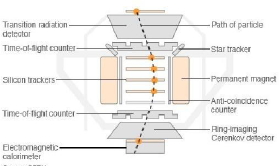 Transition radiation
detector
Time-of-flight counter
Silicon trackers
Time-of-flight counter
Electromagnetic
calorimeter
Path of particle
Star tracker
Permanent magnet
Anti-coincidence
counter
Ring-imaging
Cerenkov detector